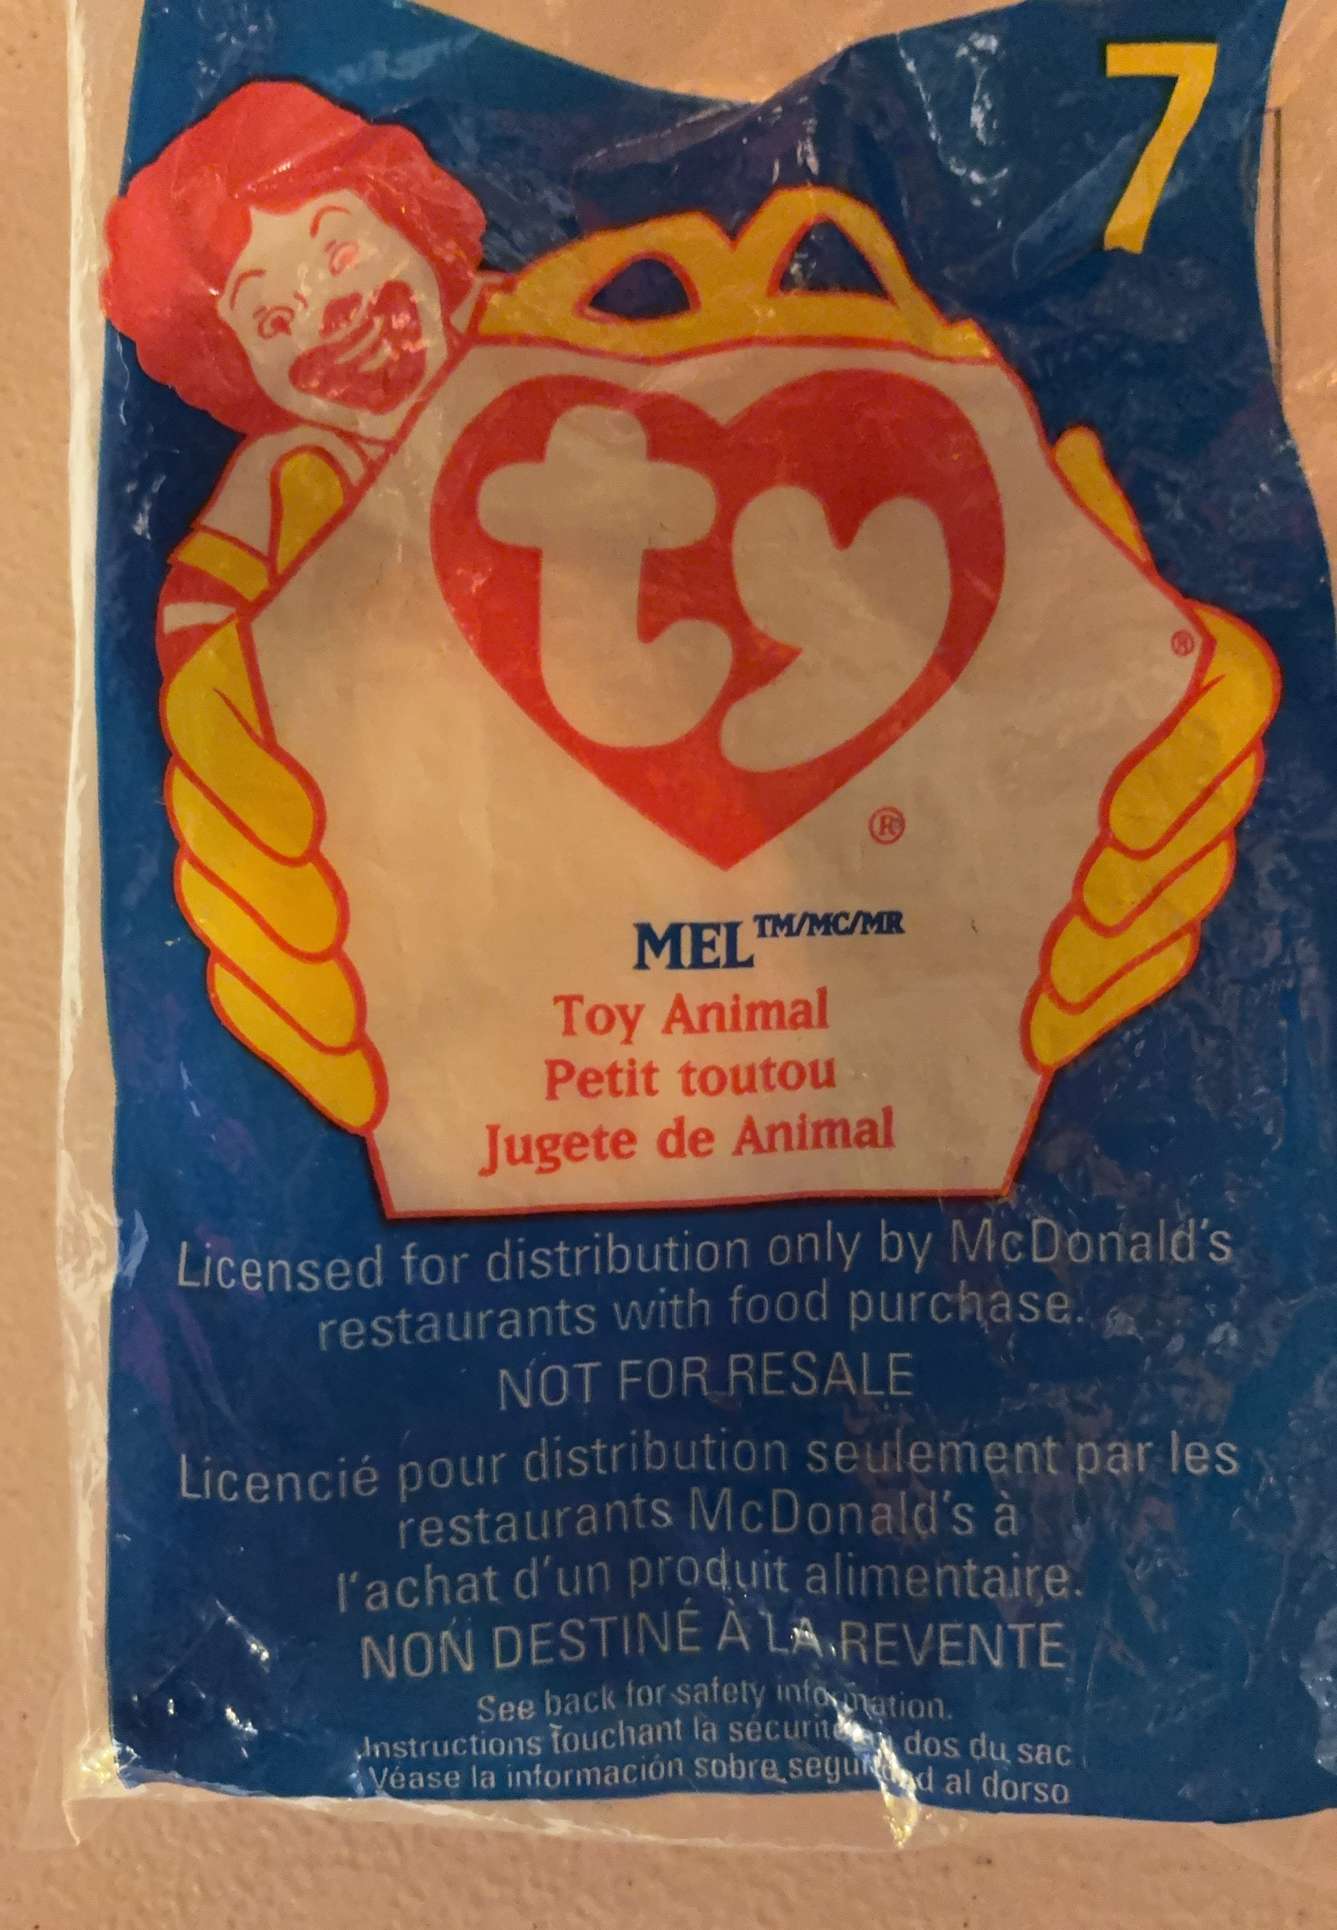 7
ty
®
®
MEL TM/MC/MR
Toy Animal
Petit toutou
Jugete de Animal
Licensed for distribution only by McDonald's
restaurants with food purchase.
NOT FOR RESALE
Licencié pour distribution seulement par les
restaurants McDonald's à
l'achat d'un produit alimentaire.
NON DESTINÉ À LA REVENTE
See back for safety information.
Instructions touchant la sécurité dos du sac
Véase la información sobre seguridad al dorso